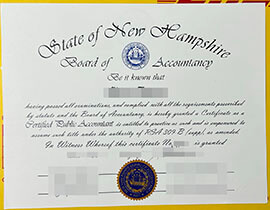 State of New Hampshire
Board of Accountancy
Be it known that
having passed all examinations, and complied with all the requirements prescribed
by statute and the Board of Accountancy, is hereby granted a Certificate as a
Certified Public Accountant is entitled to practice as such and is empowered to
assume such title under the authority of RSA 309 B (supp), as amended
In Witness Whereof this certificate No is granted